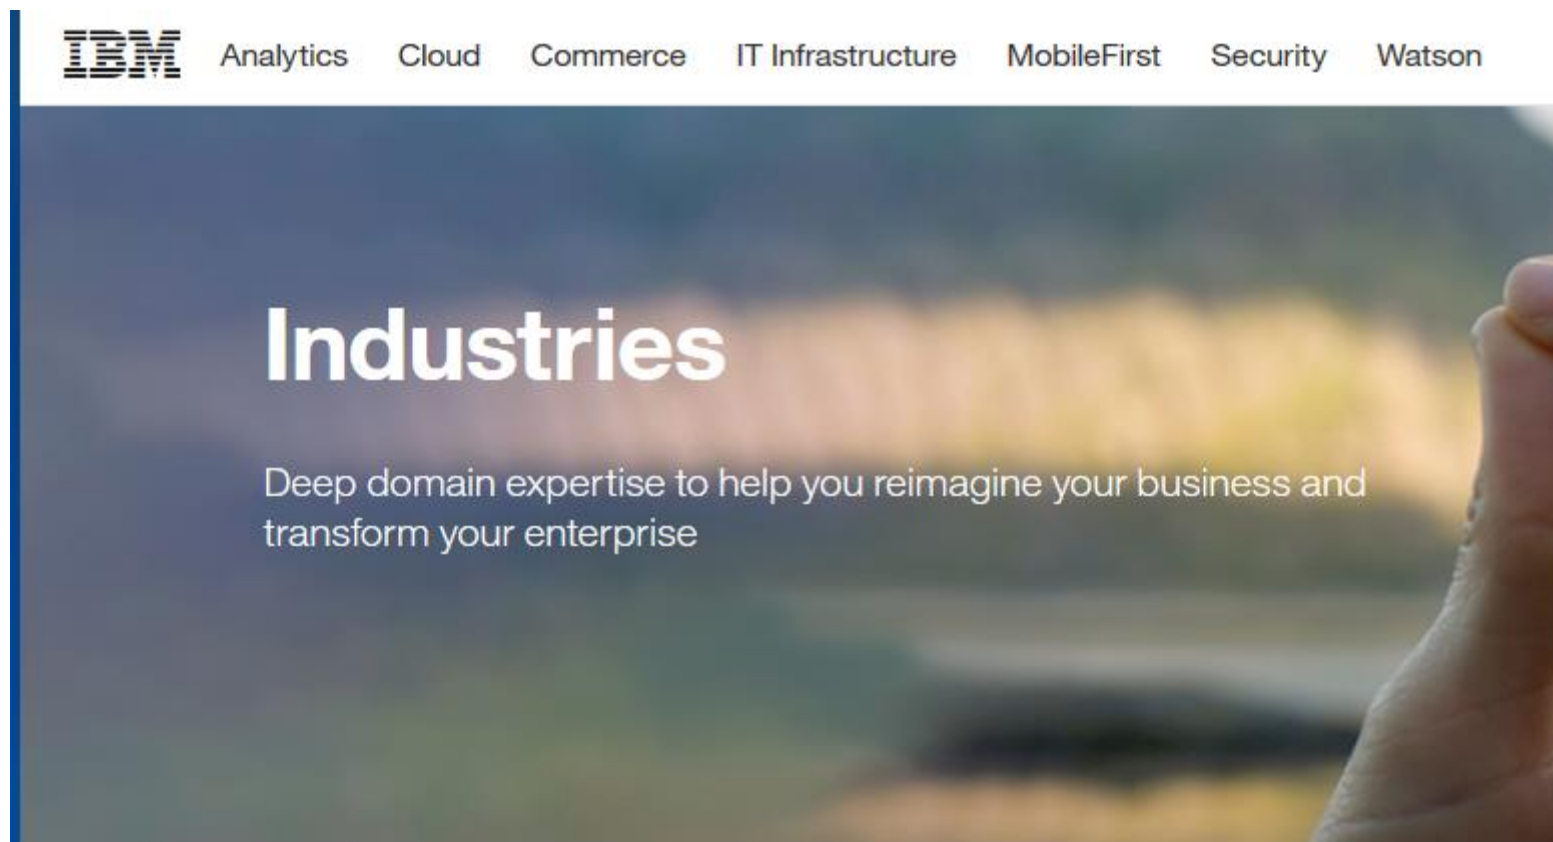 IBM Analytics Cloud Commerce IT Infrastructure MobileFirst Security Watson
Industries
Deep domain expertise to help you reimagine your business and
transform your enterprise